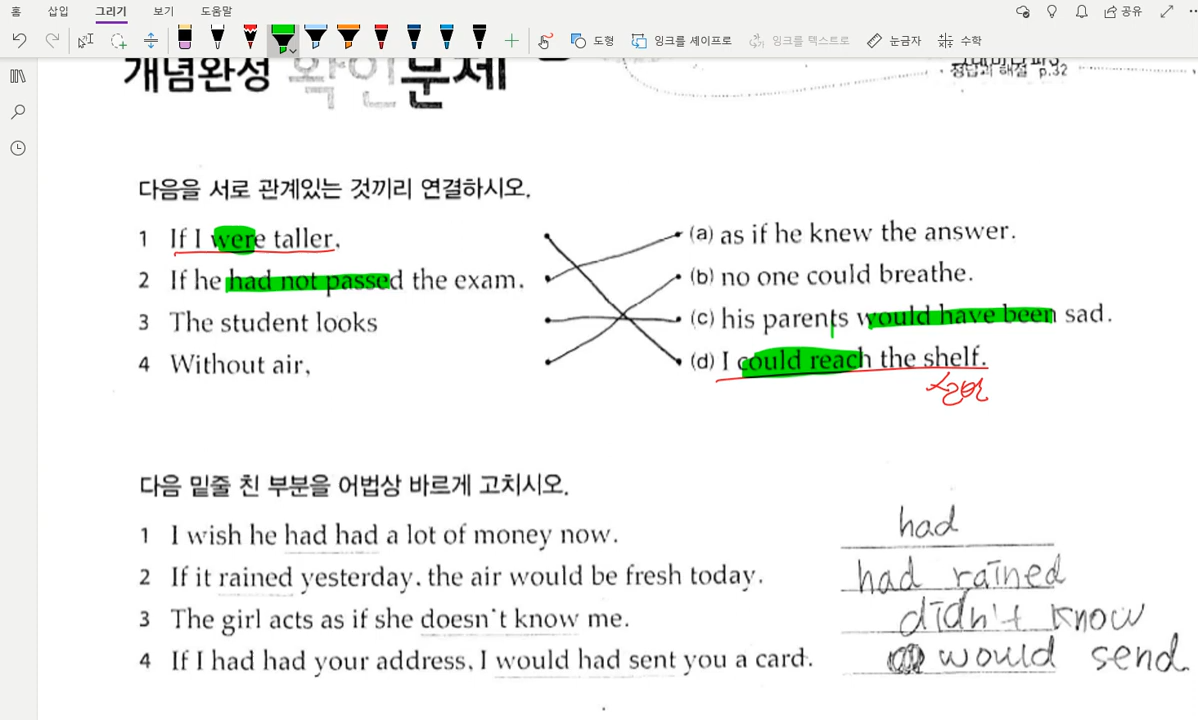 홈 삽입 그리기 보기 도움말 공유
도형 잉크를 셰이프로 잉크를 텍스트로 눈금자 수학
개념완성 확인문제
정답과 해설 p.32
다음을 서로 관계있는 것끼리 연결하시오.
1 If I were taller, (a) as if he knew the answer.
2 If he had not passed the exam. (b) no one could breathe.
3 The student looks (c) his parents would have been sad.
4 Without air, (d) I could reach the shelf.
선반
다음 밑줄 친 부분을 어법상 바르게 고치시오.
1 I wish he had had a lot of money now. had
2 If it rained yesterday, the air would be fresh today. had rained
3 The girl acts as if she doesn't know me. didn't know
4 If I had had your address, I would had sent you a card. would send